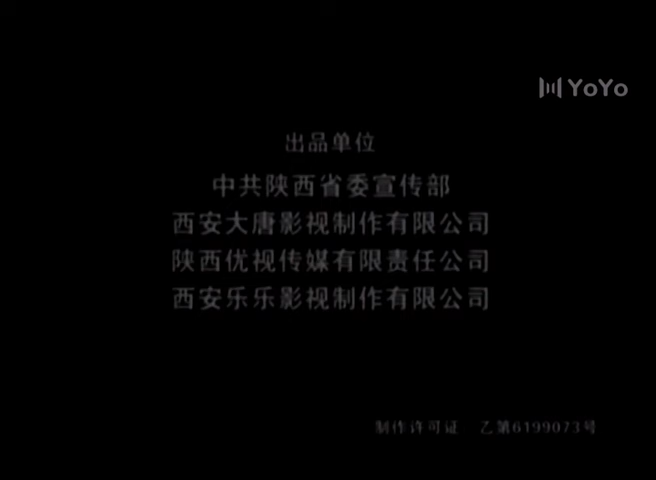 YoYo
出品单位
中共陕西省委宣传部
西安大唐影视制作有限公司
陕西优视传媒有限责任公司
西安乐乐影视制作有限公司
制作许可证 乙第6199073号